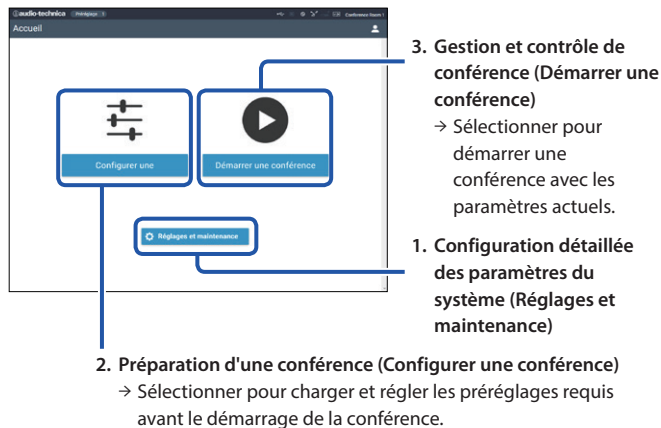 audio-technica Préréglage 1 Conference Room 1
Accueil
Configurer une
Démarrer une conférence
Réglages et maintenance
3. Gestion et contrôle de
conférence (Démarrer une
conférence)
→ Sélectionner pour
démarrer une
conférence avec les
paramètres actuels.
1. Configuration détaillée
des paramètres du
système (Réglages et
maintenance)
2. Préparation d'une conférence (Configurer une conférence)
→ Sélectionner pour charger et régler les préréglages requis
avant le démarrage de la conférence.